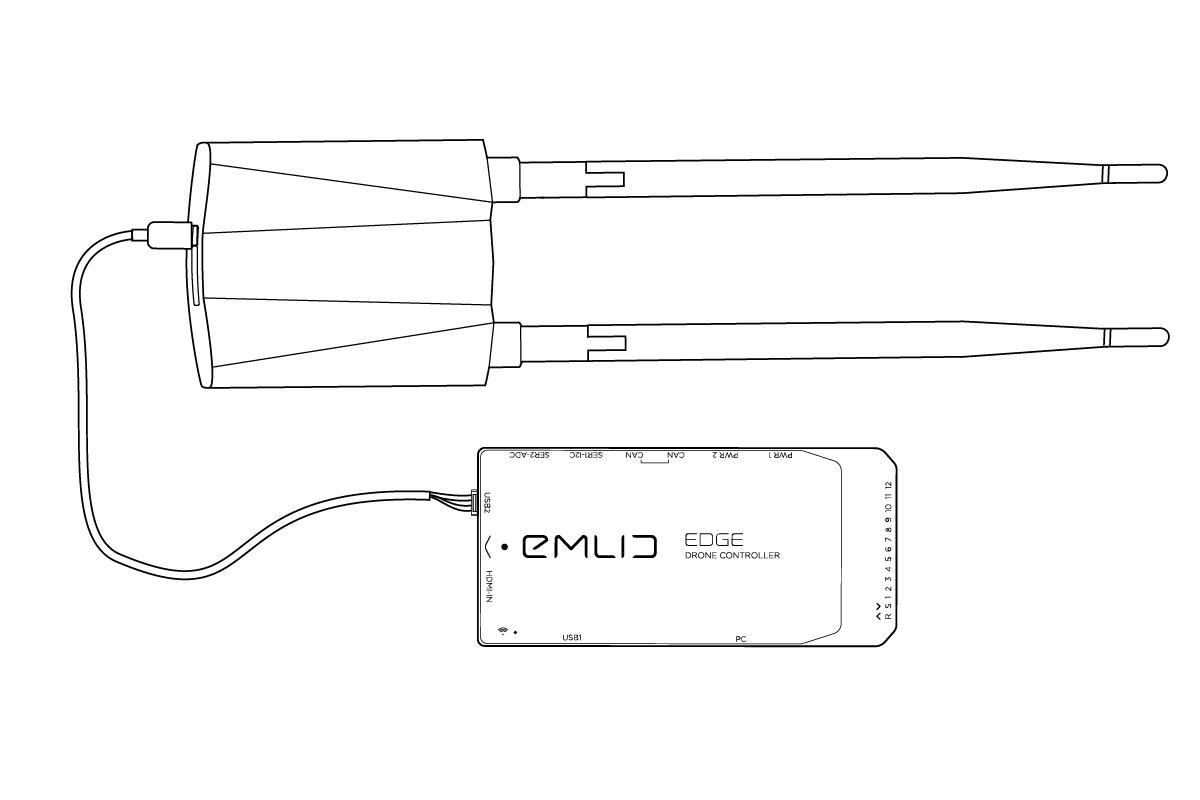 SER2-ADC SER1-I2C CAN CAN PWR 2 PWR 1
USB2
EMLID
EDGE
DRONE CONTROLLER
HDMI-IN
USB1
PC
R S 1 2 3 4 5 6 7 8 9 10 11 12